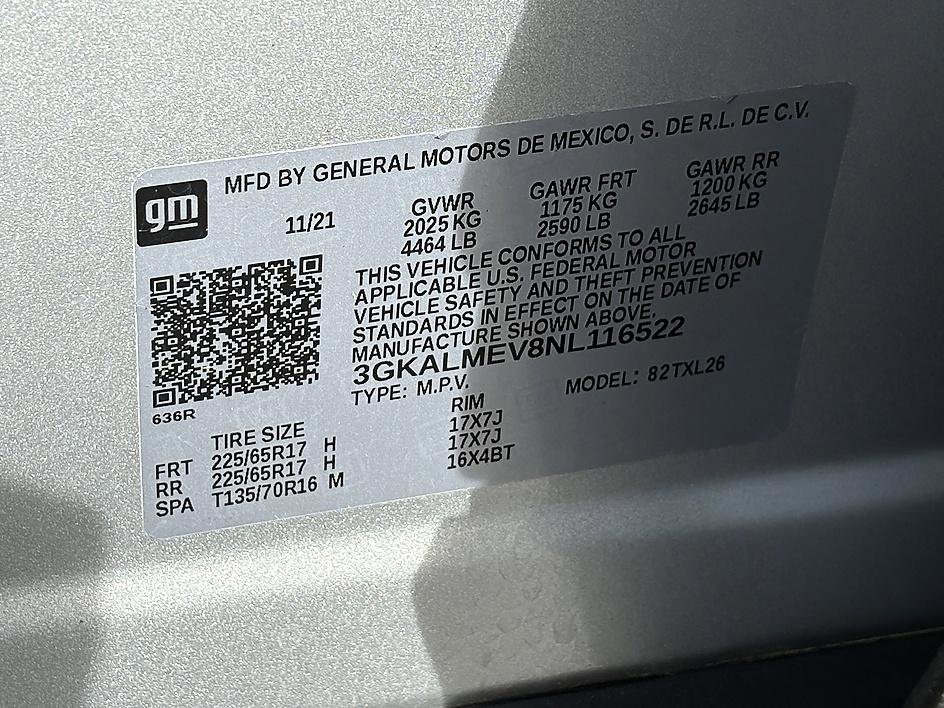 MFD BY GENERAL MOTORS DE MEXICO, S. DE R.L. DE C.V.
gm
11/21
GVWR GAWR FRT GAWR RR
2025 KG 1175 KG 1200 KG
4464 LB 2590 LB 2645 LB
THIS VEHICLE CONFORMS TO ALL
APPLICABLE U.S. FEDERAL MOTOR
VEHICLE SAFETY AND THEFT PREVENTION
STANDARDS IN EFFECT ON THE DATE OF
MANUFACTURE SHOWN ABOVE.
3GKALMEV8NL116522
TYPE: M.P.V. MODEL: 82TXL26
636R
TIRE SIZE RIM
FRT 225/65R17 H 17X7J
RR 225/65R17 H 17X7J
SPA T135/70R16 M 16X4BT